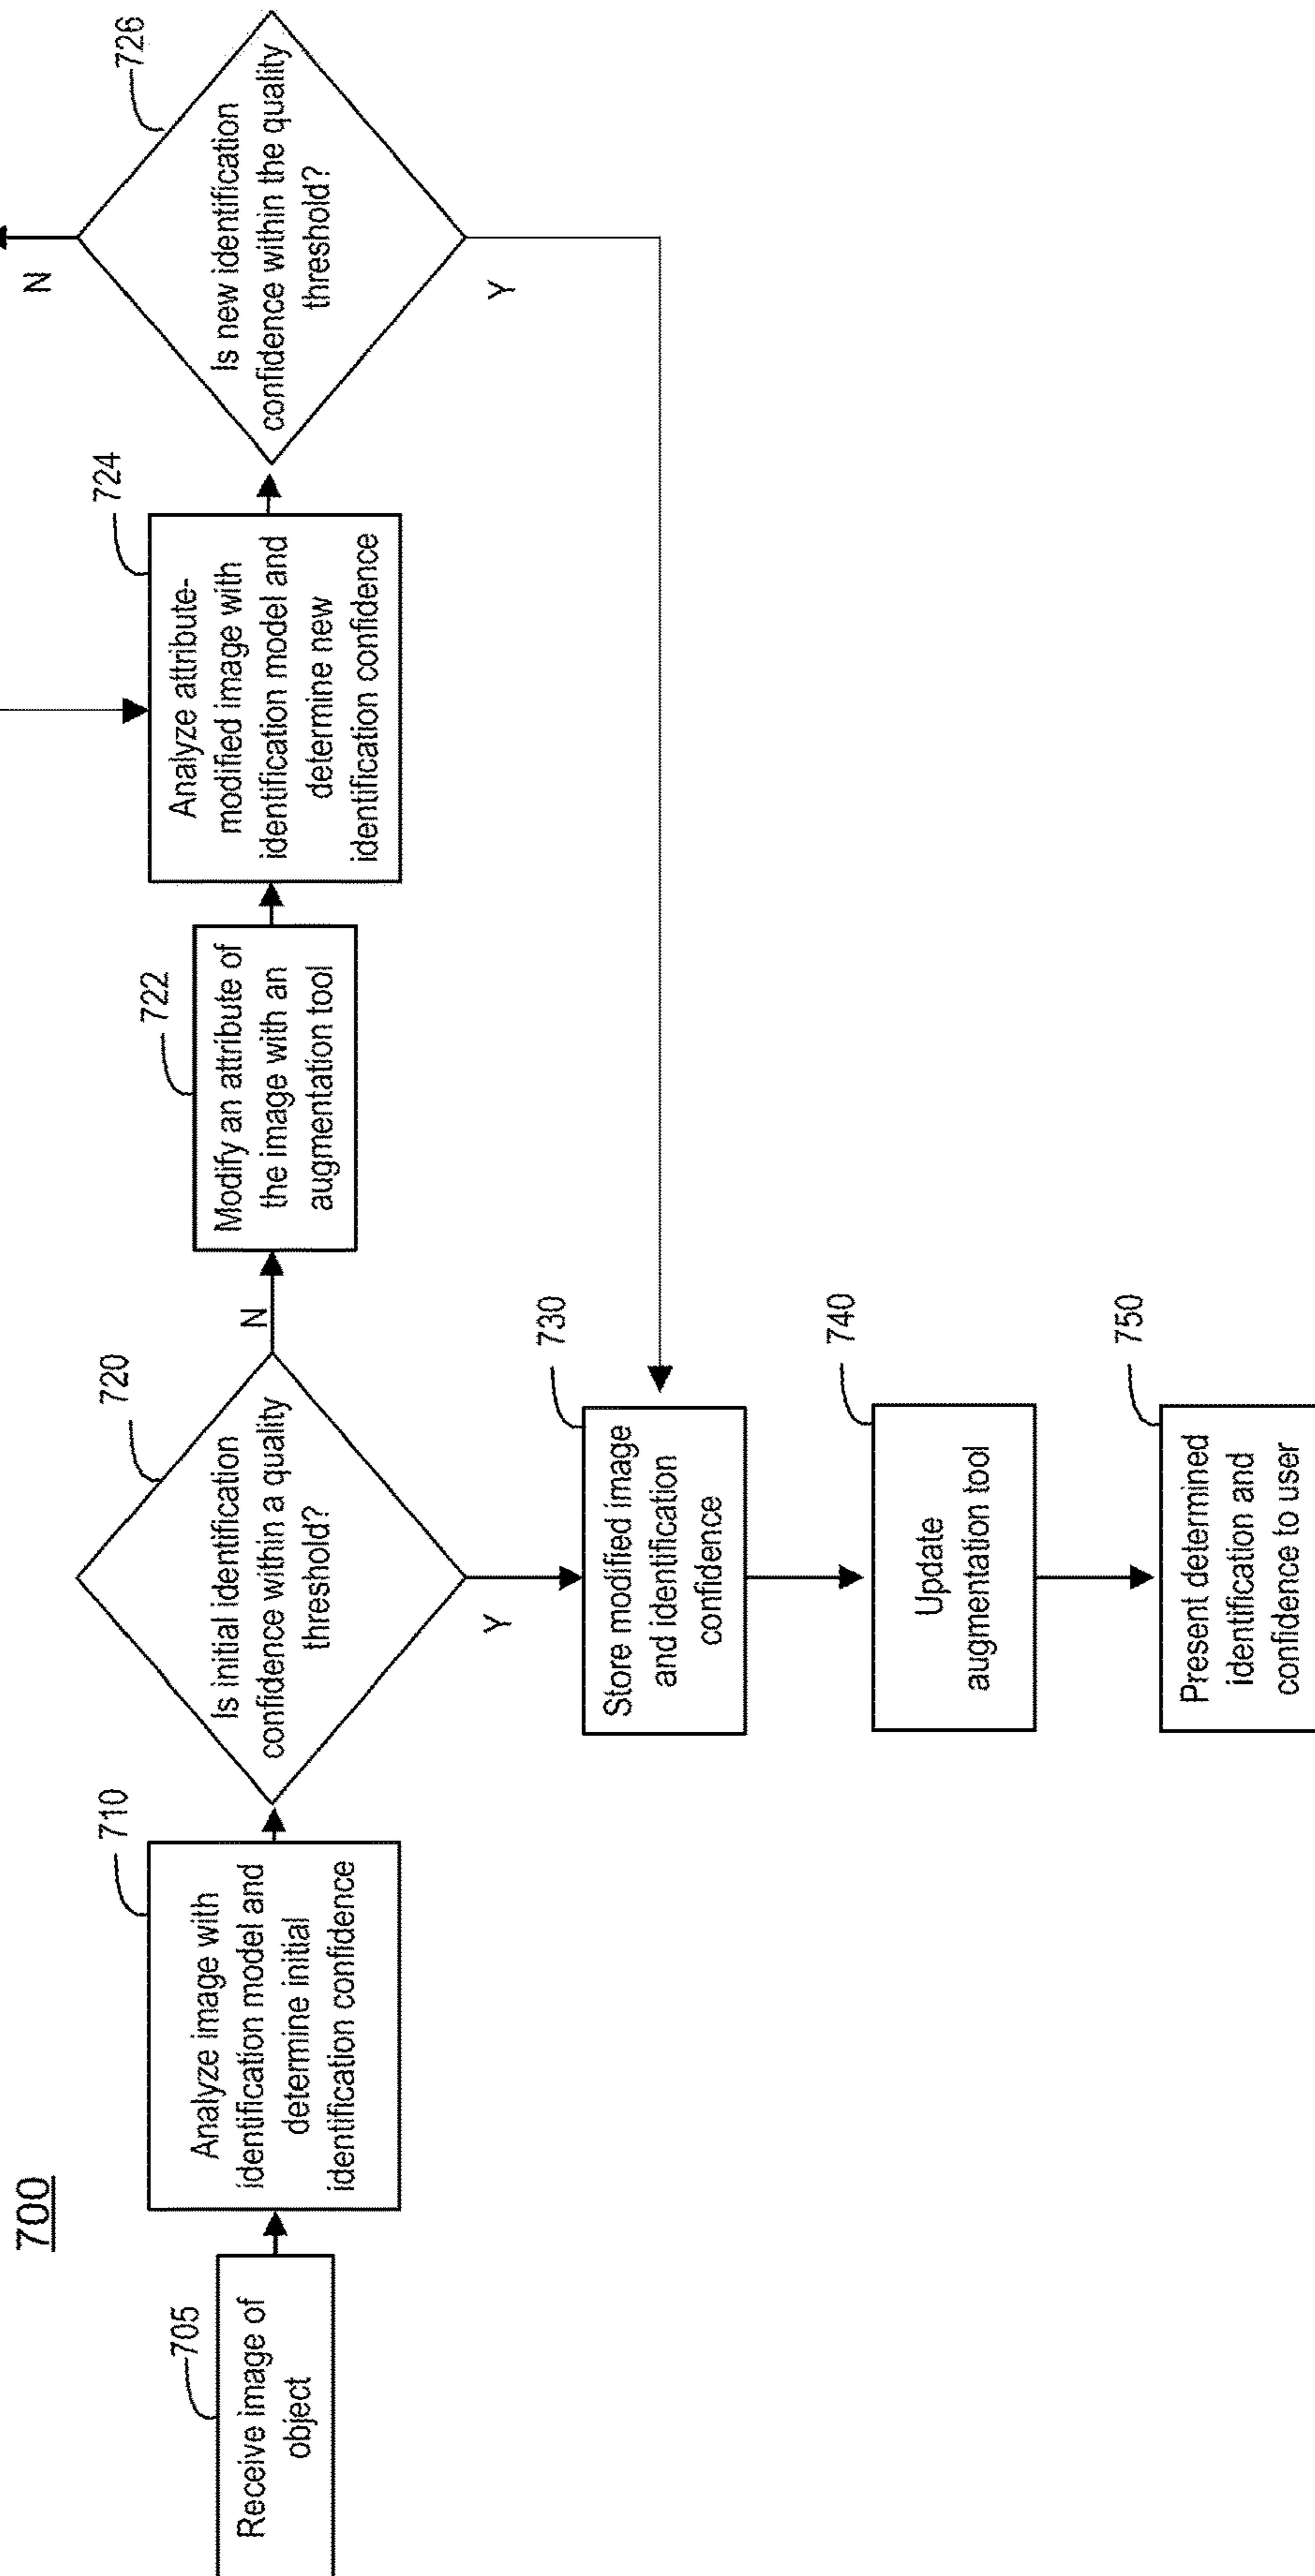 700
705
Receive image of
object
710
Analyze image with
identification model and
determine initial
identification confidence
720
Is initial identification
confidence within a quality
threshold?
N
Y
722
Modify an attribute of
the image with an
augmentation tool
724
Analyze attribute-
modified image with
identification model and
determine new
identification confidence
726
Is new identification
confidence within the quality
threshold?
N
Y
730
Store modified image
and identification
confidence
740
Update
augmentation tool
750
Present determined
identification and
confidence to user